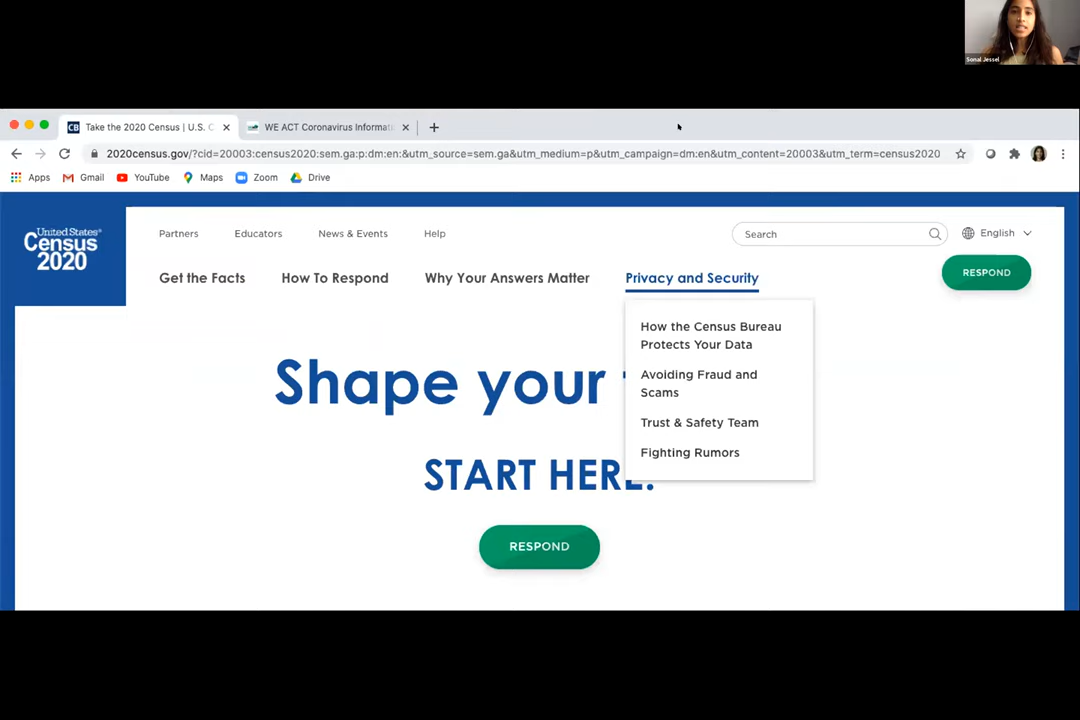 Sonal Jessel
Take the 2020 Census | U.S. C
WE ACT Coronavirus Informati
2020census.gov/?cid=20003:census2020:sem.ga:p:dm:en:&utm_source=sem.ga&utm_medium=p&utm_campaign=dm:en&utm_content=20003&utm_term=census2020
Apps Gmail YouTube Maps Zoom Drive
United States®
Census
2020
Partners Educators News & Events Help
Search
English
Get the Facts How To Respond Why Your Answers Matter Privacy and Security
RESPOND
How the Census Bureau
Protects Your Data
Avoiding Fraud and
Scams
Trust & Safety Team
Fighting Rumors
Shape your
START HERE.
RESPOND